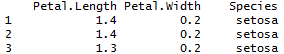 Petal.Length Petal.Width Species
1 1.4 0.2 setosa
2 1.4 0.2 setosa
3 1.3 0.2 setosa